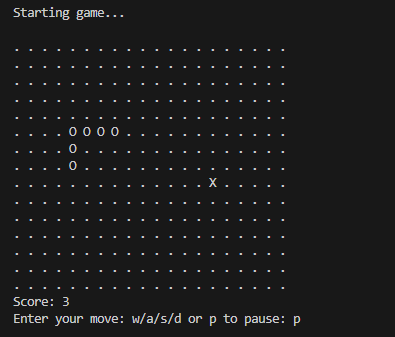 Starting game...
. . . . . . . . . . . . . . . . . . . .
. . . . . . . . . . . . . . . . . . . .
. . . . . . . . . . . . . . . . . . . .
. . . . . . . . . . . . . . . . . . . .
. . . . . . . . . . . . . . . . . . . .
. . . . O O O O . . . . . . . . . . . .
. . . . O . . . . . . . . . . . . . . .
. . . . O . . . . . . . . . . . . . . .
. . . . . . . . . . . . . . X . . . . .
. . . . . . . . . . . . . . . . . . . .
. . . . . . . . . . . . . . . . . . . .
. . . . . . . . . . . . . . . . . . . .
. . . . . . . . . . . . . . . . . . . .
. . . . . . . . . . . . . . . . . . . .
. . . . . . . . . . . . . . . . . . . .
Score: 3
Enter your move: w/a/s/d or p to pause: p